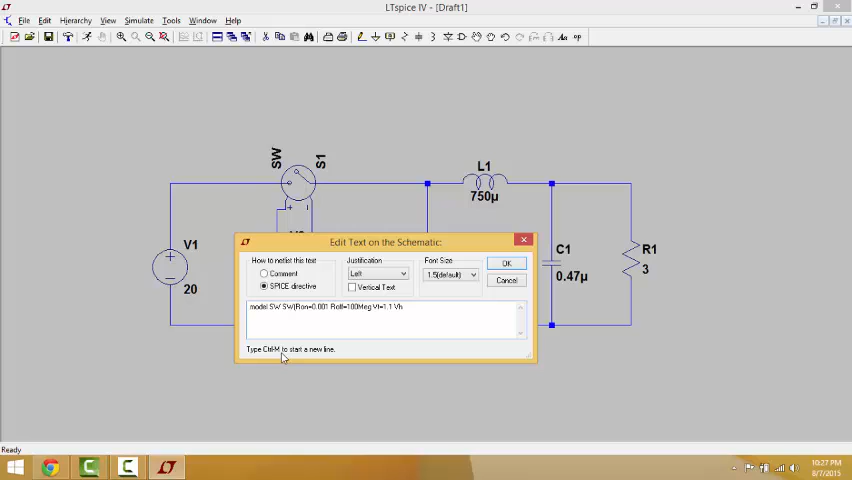 LTspice IV - [Draft1]
File Edit Hierarchy View Simulate Tools Window Help
SW
S1
L1
750µ
V1
20
C1
0.47µ
R1
3
Edit Text on the Schematic:
How to netlist this text
Comment
SPICE directive
Justification
Left
Vertical Text
Font Size
1.5(default)
OK
Cancel
.model SW SW(Ron=0.001 Roff=100Meg Vt=1.1 Vh
Type Ctrl-M to start a new line.
Ready
10:27 PM
8/7/2015